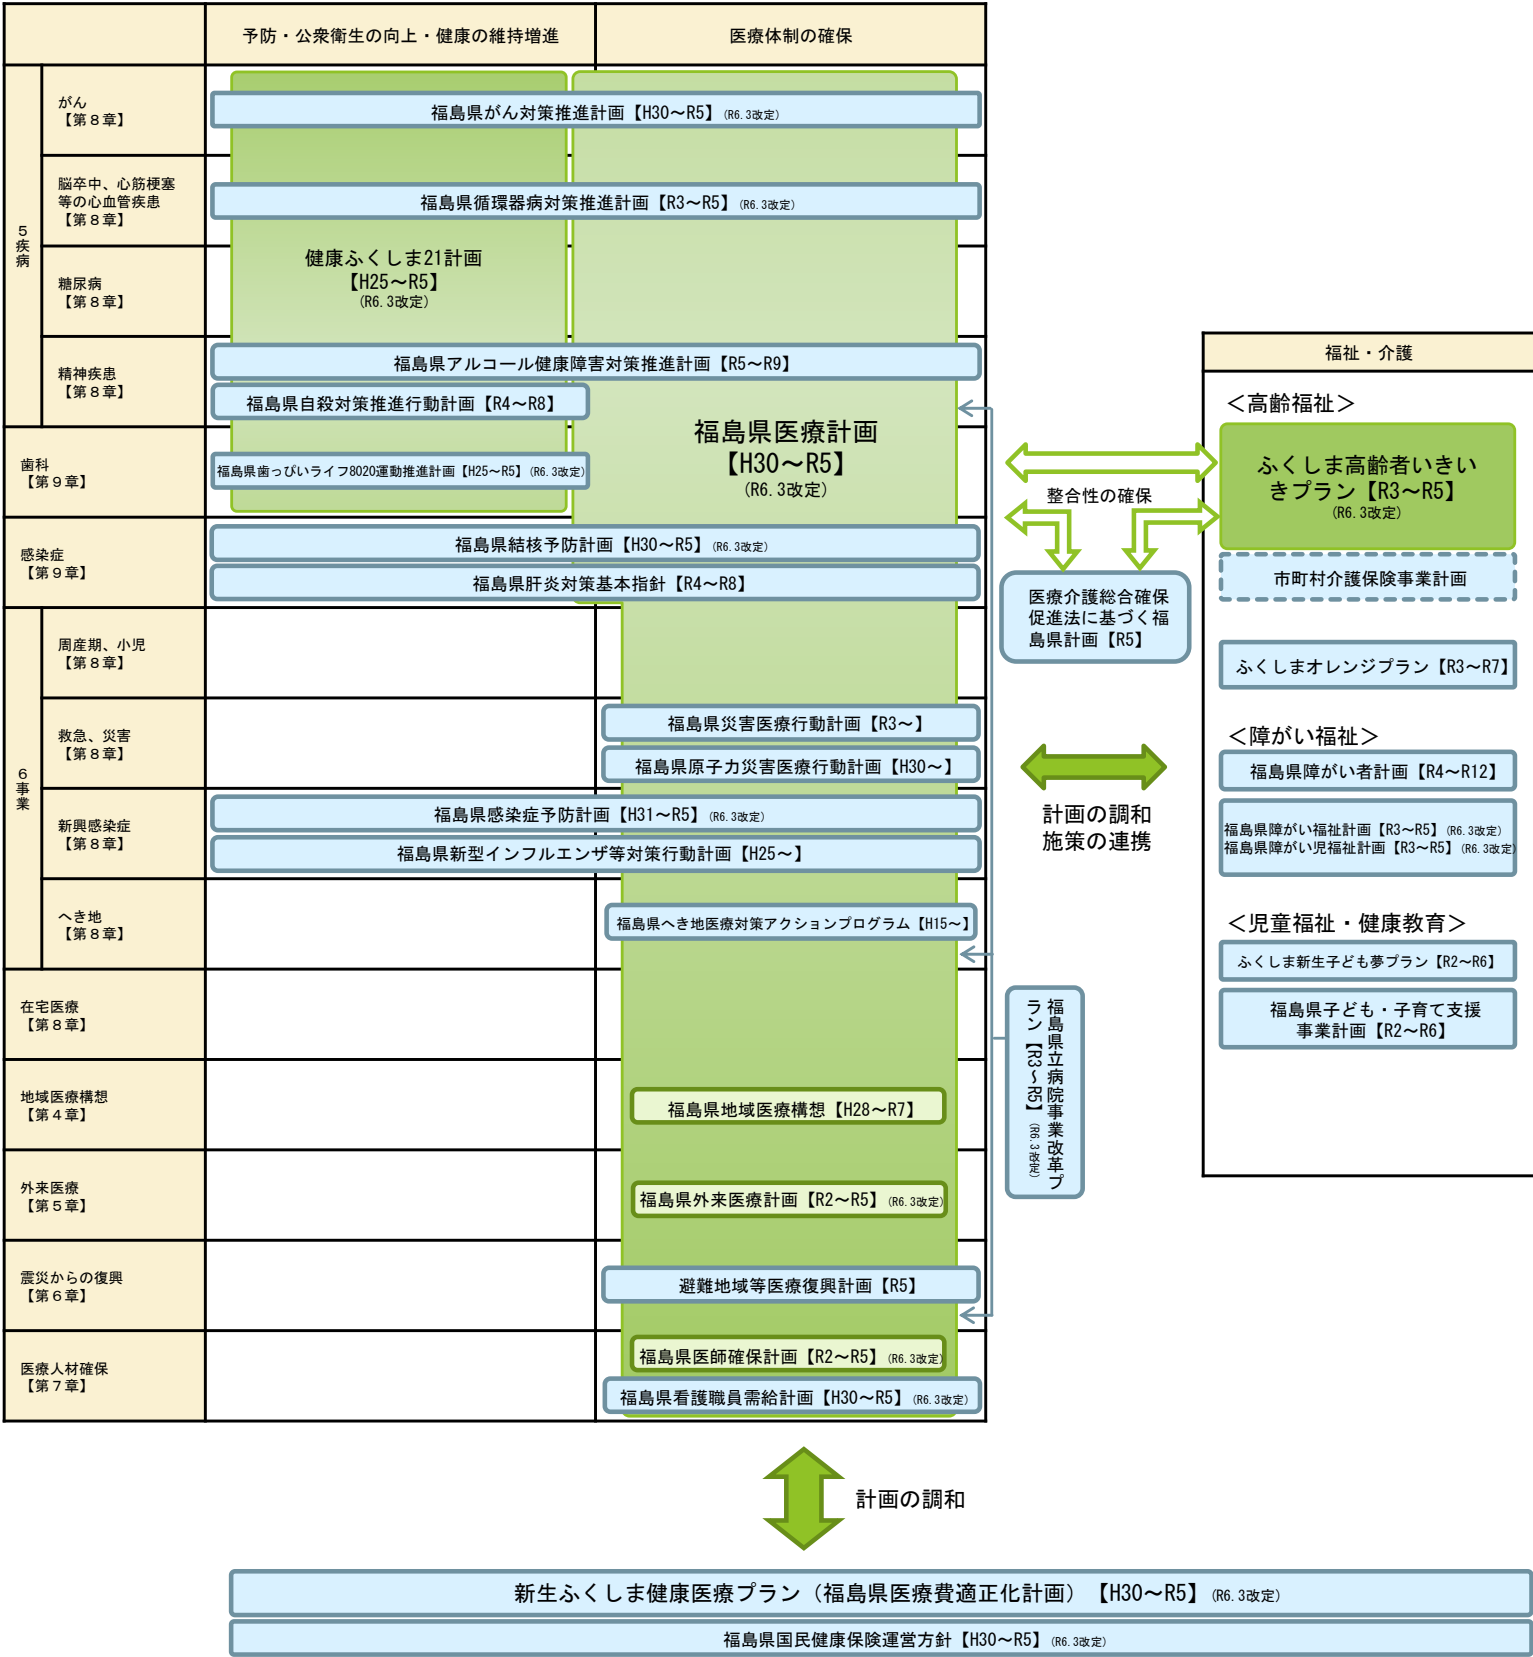 予防・公衆衛生の向上・健康の維持増進
医療体制の確保
5疾病
がん
【第８章】
福島県がん対策推進計画【H30～R5】(R6.3改定)
脳卒中、心筋梗塞
等の心血管疾患
【第８章】
福島県循環器病対策推進計画【R3～R5】(R6.3改定)
糖尿病
【第８章】
健康ふくしま21計画
【H25～R5】
(R6.3改定)
精神疾患
【第８章】
福島県アルコール健康障害対策推進計画【R5～R9】
福島県自殺対策推進行動計画【R4～R8】
福島県医療計画
【H30～R5】
(R6.3改定)
歯科
【第９章】
福島県歯っぴいライフ8020運動推進計画【H25～R5】(R6.3改定)
感染症
【第９章】
福島県結核予防計画【H30～R5】(R6.3改定)
福島県肝炎対策基本指針【R4～R8】
6事業
周産期、小児
【第８章】
救急、災害
【第８章】
福島県災害医療行動計画【R3～】
福島県原子力災害医療行動計画【H30～】
新興感染症
【第８章】
福島県感染症予防計画【H31～R5】(R6.3改定)
福島県新型インフルエンザ等対策行動計画【H25～】
へき地
【第８章】
福島県へき地医療対策アクションプログラム【H15～】
在宅医療
【第８章】
地域医療構想
【第４章】
福島県地域医療構想【H28～R7】
外来医療
【第５章】
福島県外来医療計画【R2～R5】(R6.3改定)
震災からの復興
【第６章】
避難地域等医療復興計画【R5】
医療人材確保
【第７章】
福島県医師確保計画【R2～R5】(R6.3改定)
福島県看護職員需給計画【H30～R5】(R6.3改定)
整合性の確保
医療介護総合確保
促進法に基づく福
島県計画【R5】
計画の調和
施策の連携
福島県立病院事業改革プ
ラン【R3～R5】(R6.3改定)
福祉・介護
＜高齢福祉＞
ふくしま高齢者いきい
きプラン【R3～R5】
(R6.3改定)
市町村介護保険事業計画
ふくしまオレンジプラン【R3～R7】
＜障がい福祉＞
福島県障がい者計画【R4～R12】
福島県障がい福祉計画【R3～R5】(R6.3改定)
福島県障がい児福祉計画【R3～R5】(R6.3改定)
＜児童福祉・健康教育＞
ふくしま新生子ども夢プラン【R2～R6】
福島県子ども・子育て支援
事業計画【R2～R6】
計画の調和
新生ふくしま健康医療プラン（福島県医療費適正化計画）【H30～R5】(R6.3改定)
福島県国民健康保険運営方針【H30～R5】(R6.3改定)